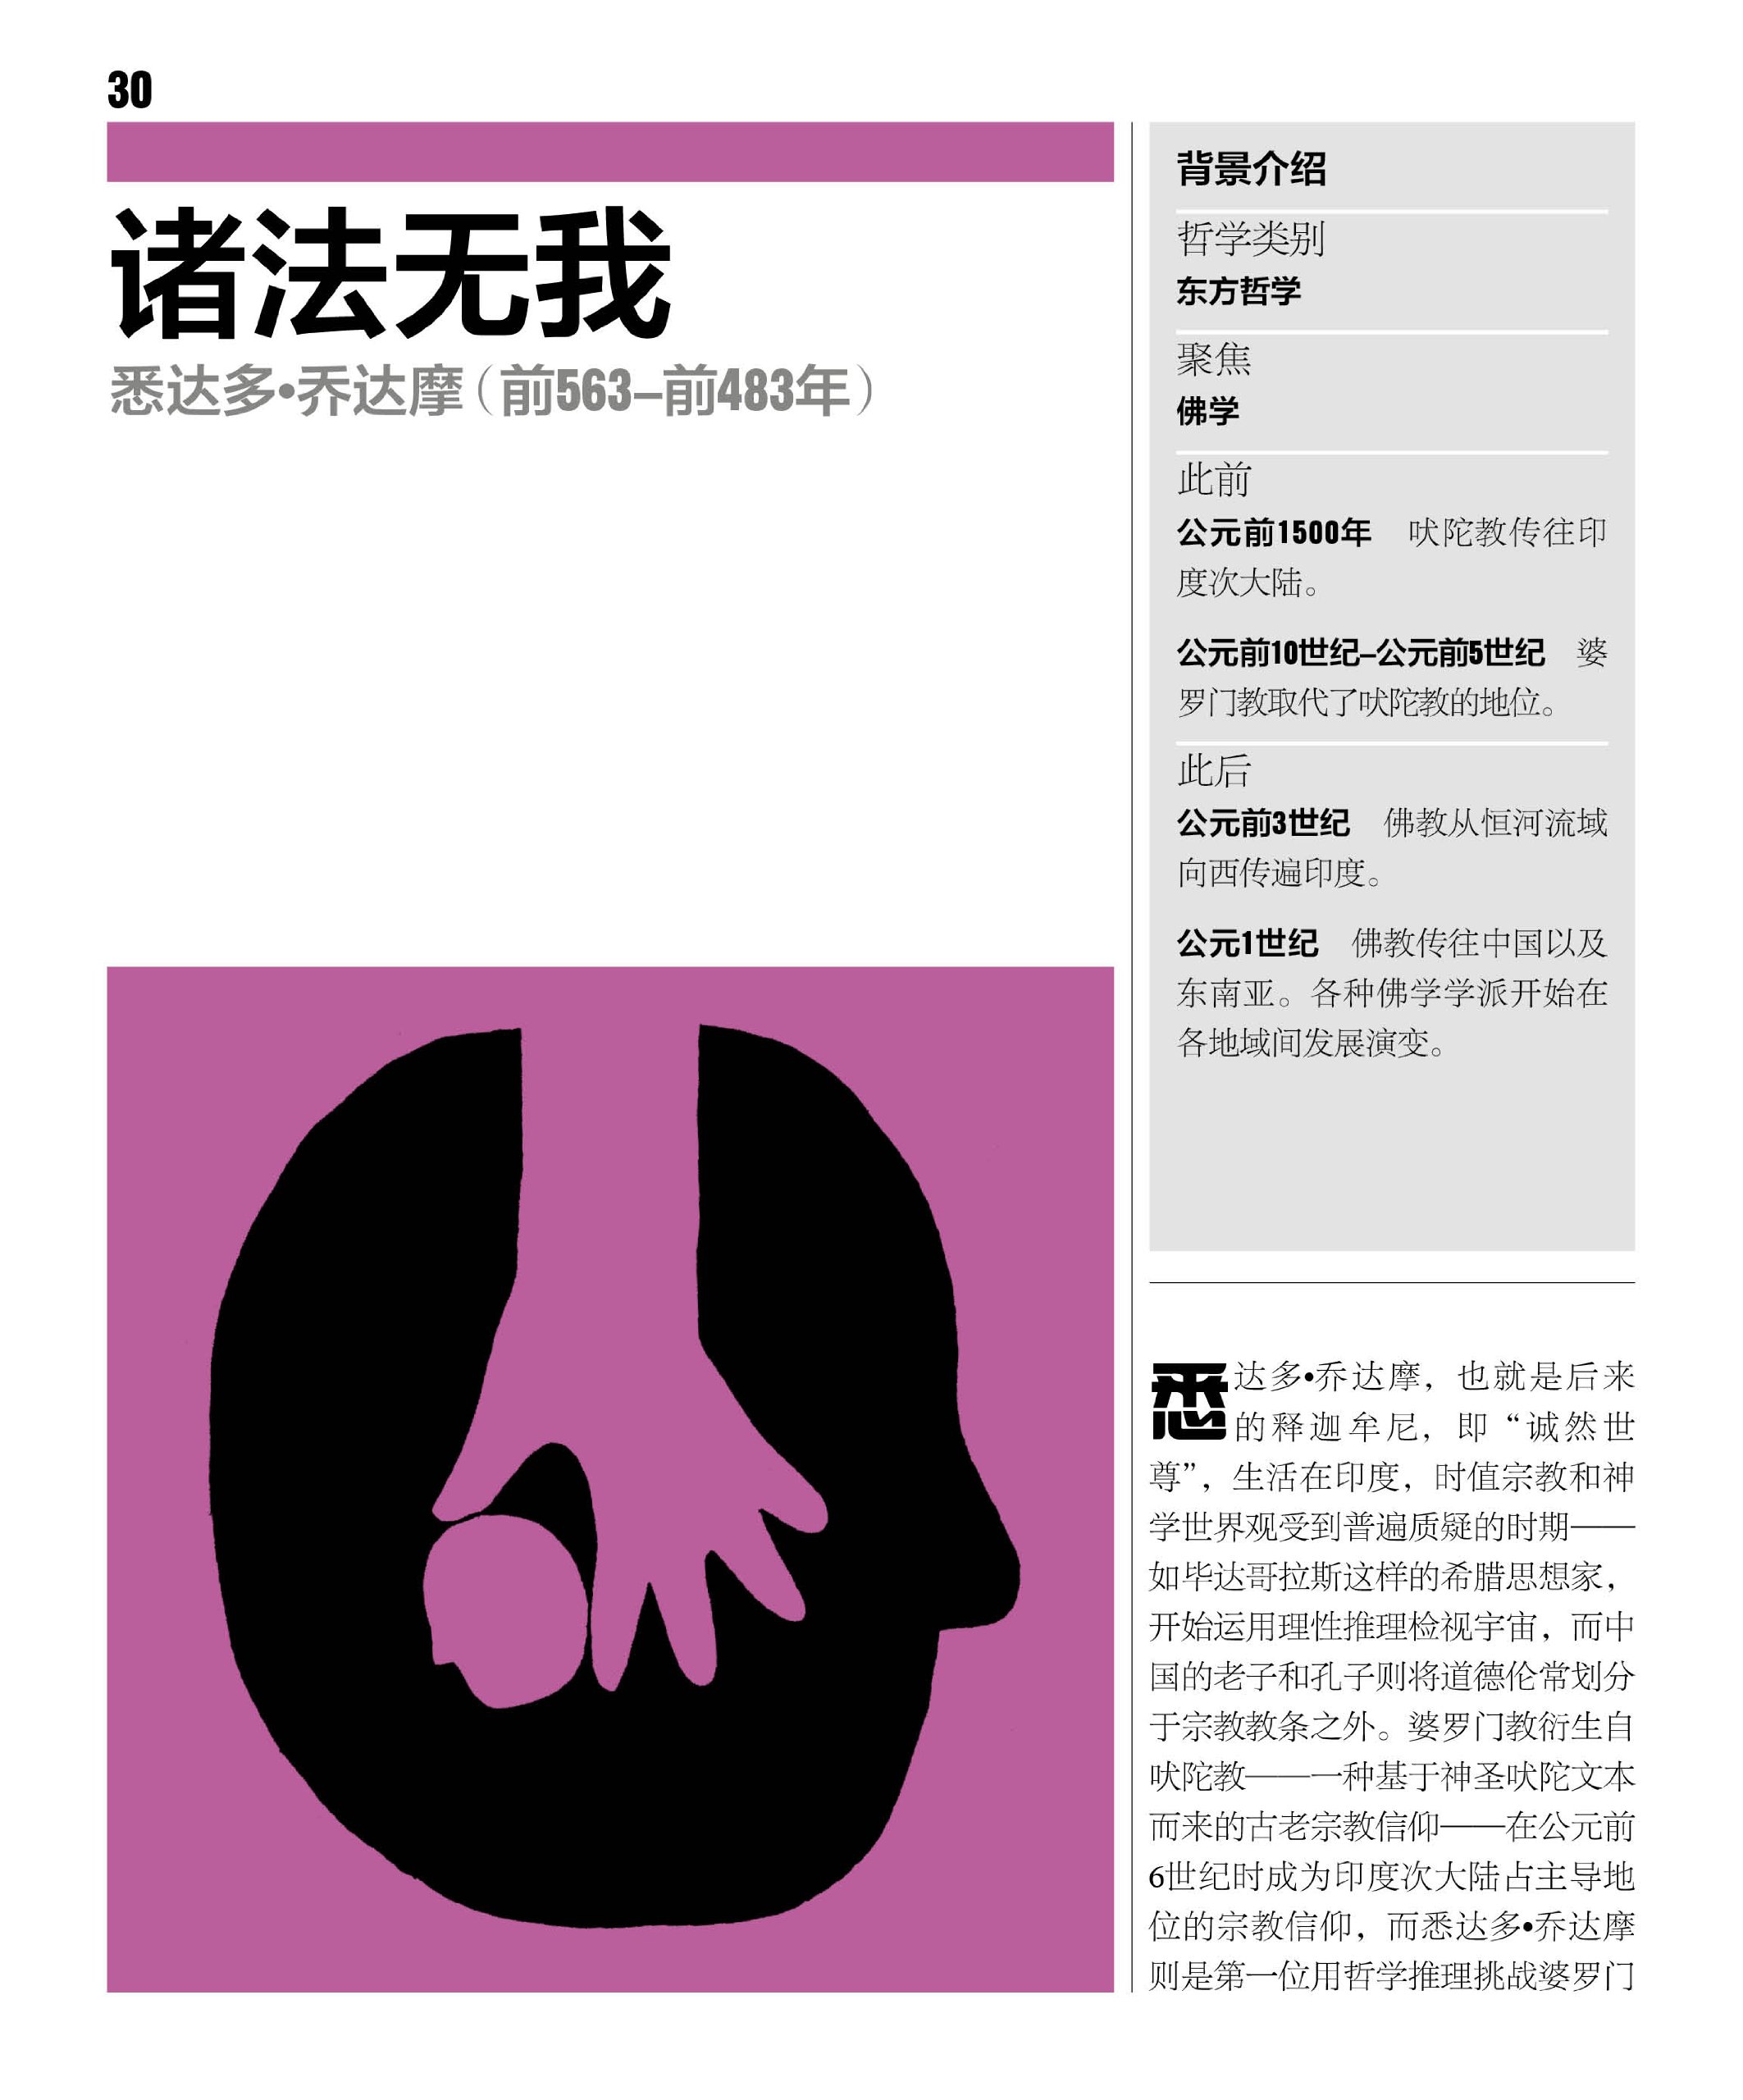 30
诸法无我
悉达多•乔达摩（前563–前483年）
背景介绍
哲学类别
东方哲学
聚焦
佛学
此前
公元前1500年　吠陀教传往印
度次大陆。
公元前10世纪–公元前5世纪　婆
罗门教取代了吠陀教的地位。
此后
公元前3世纪　佛教从恒河流域
向西传遍印度。
公元1世纪　佛教传往中国以及
东南亚。各种佛学学派开始在
各地域间发展演变。
悉达多•乔达摩，也就是后来
的释迦牟尼，即“诚然世
尊”，生活在印度，时值宗教和神
学世界观受到普遍质疑的时期——
如毕达哥拉斯这样的希腊思想家，
开始运用理性推理检视宇宙，而中
国的老子和孔子则将道德伦常划分
于宗教教条之外。婆罗门教衍生自
吠陀教——一种基于神圣吠陀文本
而来的古老宗教信仰——在公元前
6世纪时成为印度次大陆占主导地
位的宗教信仰，而悉达多•乔达摩
则是第一位用哲学推理挑战婆罗门